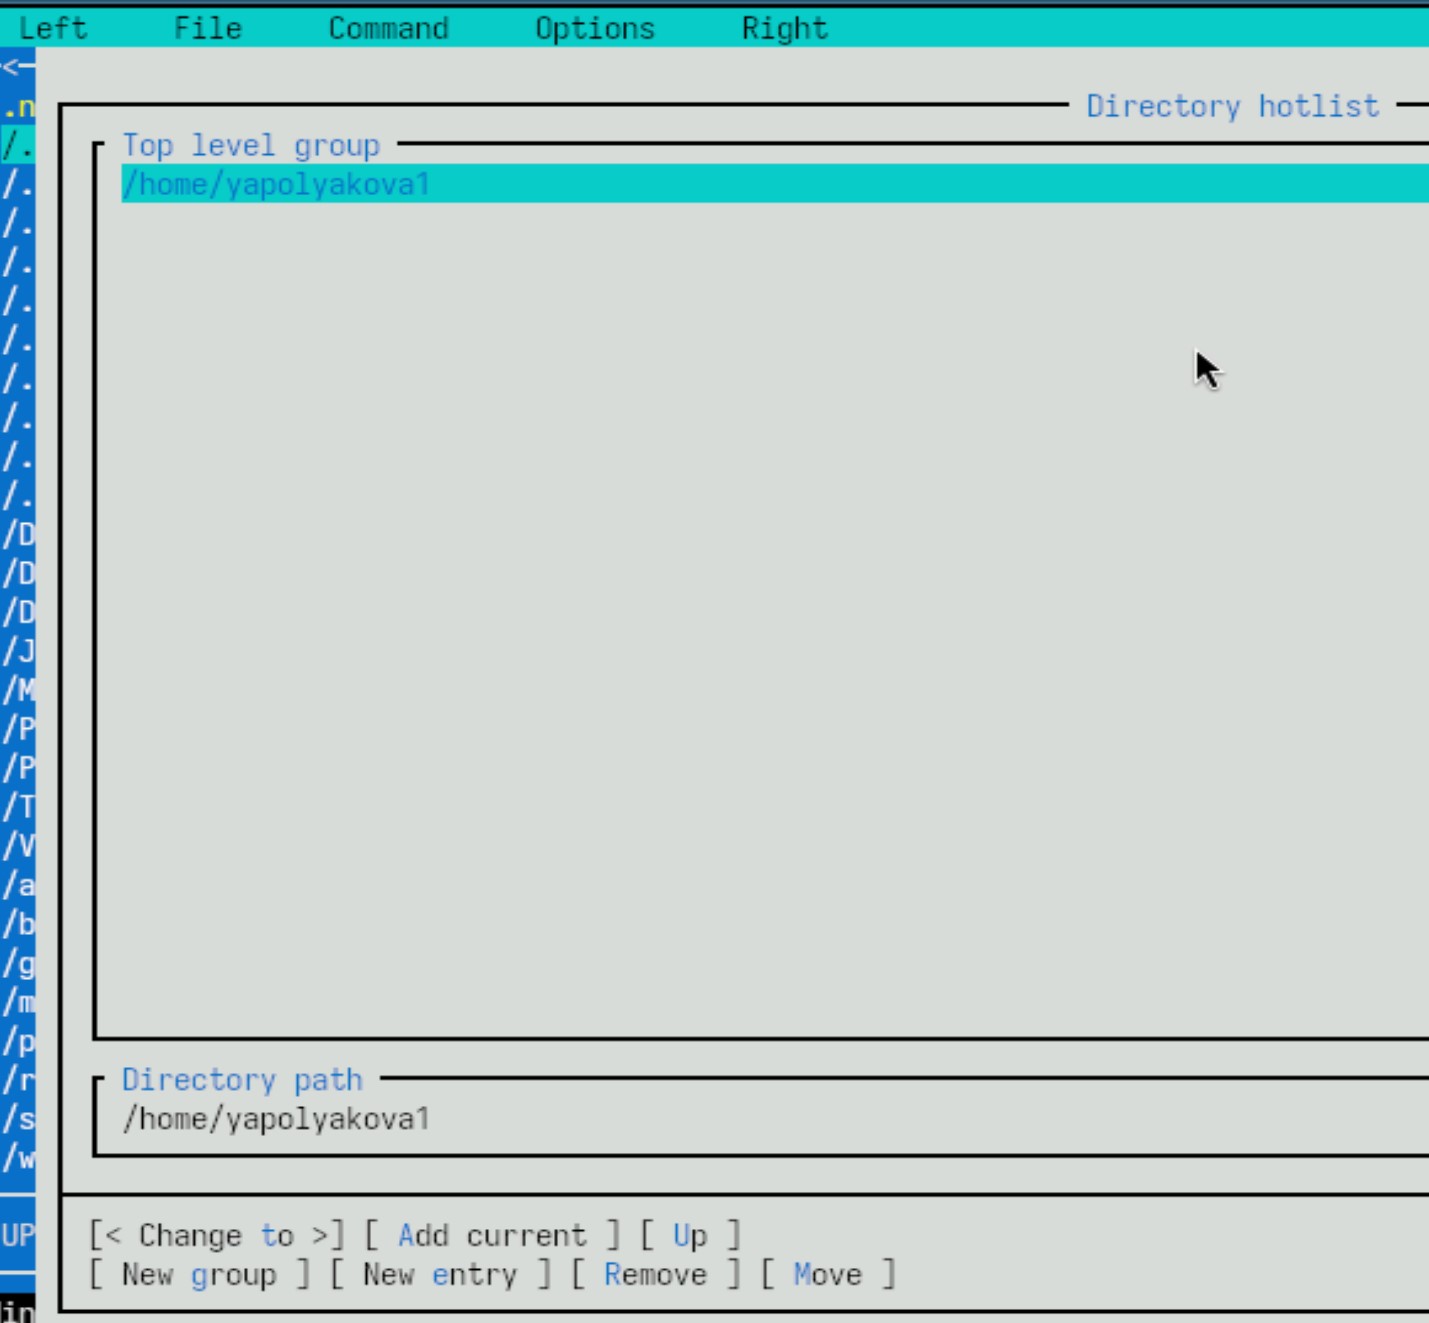 Left File Command Options Right
<
.n
/.
/.
/.
/.
/.
/.
/.
/.
/.
/.
/D
/D
/D
/J
/M
/P
/P
/T
/V
/a
/b
/g
/m
/p
/r
/s
/w
UP
Directory hotlist
Top level group
/home/yapolyakova1
Directory path
/home/yapolyakova1
[< Change to >] [ Add current ] [ Up ]
[ New group ] [ New entry ] [ Remove ] [ Move ]